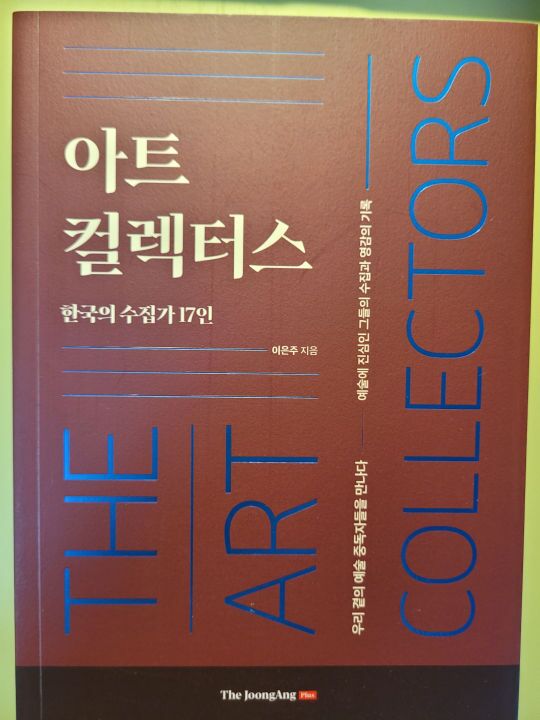 아트
컬렉터스
한국의 수집가 17인
이은주 지음
THE
ART
COLLECTORS
우리 곁의 예술 중독자들을 만나다
예술에 진심인 그들의 수집과 영감의 기록
The JoongAng Plus